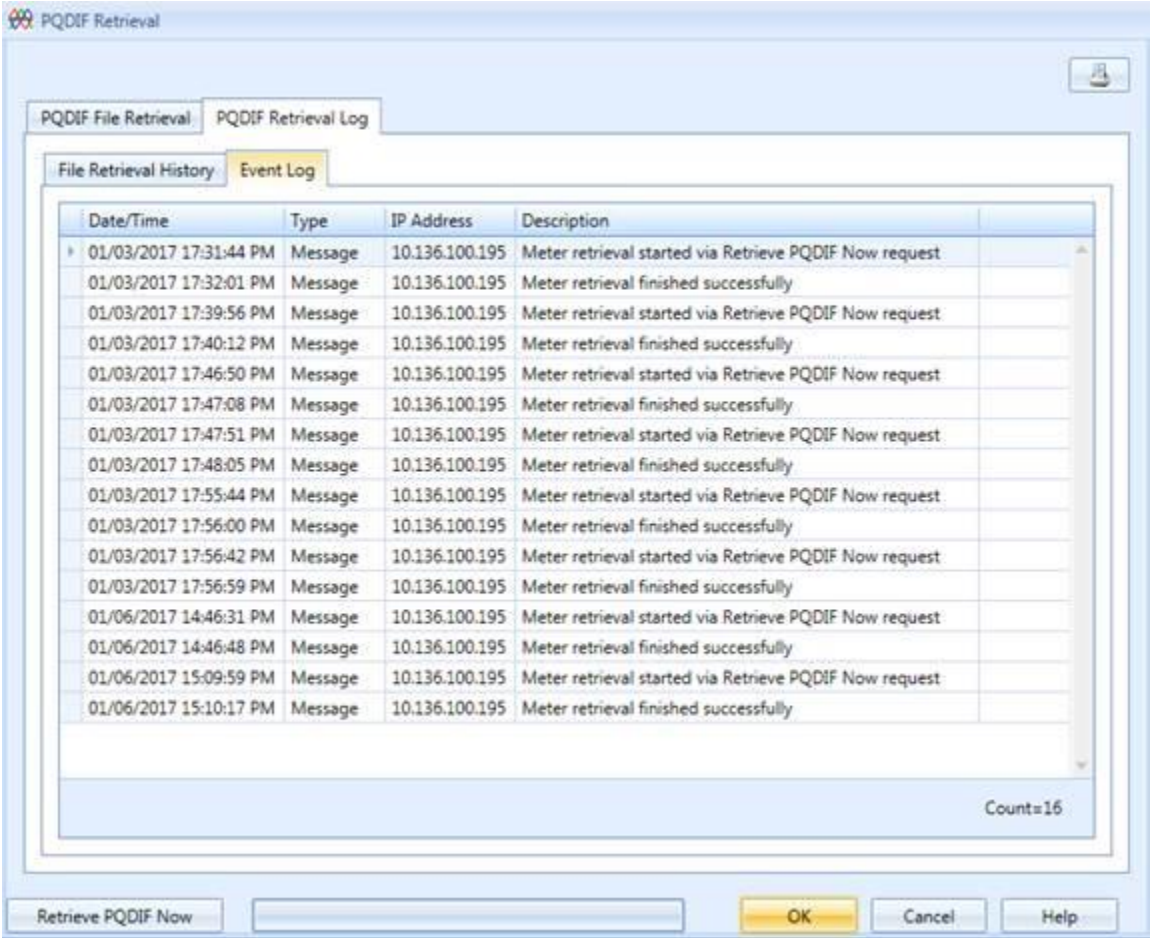 PQDIF Retrieval
PQDIF File Retrieval PQDIF Retrieval Log
File Retrieval History Event Log
Date/Time Type IP Address Description
01/03/2017 17:31:44 PM Message 10.136.100.195 Meter retrieval started via Retrieve PQDIF Now request
01/03/2017 17:32:01 PM Message 10.136.100.195 Meter retrieval finished successfully
01/03/2017 17:39:56 PM Message 10.136.100.195 Meter retrieval started via Retrieve PQDIF Now request
01/03/2017 17:40:12 PM Message 10.136.100.195 Meter retrieval finished successfully
01/03/2017 17:46:50 PM Message 10.136.100.195 Meter retrieval started via Retrieve PQDIF Now request
01/03/2017 17:47:08 PM Message 10.136.100.195 Meter retrieval finished successfully
01/03/2017 17:47:51 PM Message 10.136.100.195 Meter retrieval started via Retrieve PQDIF Now request
01/03/2017 17:48:05 PM Message 10.136.100.195 Meter retrieval finished successfully
01/03/2017 17:55:44 PM Message 10.136.100.195 Meter retrieval started via Retrieve PQDIF Now request
01/03/2017 17:56:00 PM Message 10.136.100.195 Meter retrieval finished successfully
01/03/2017 17:56:42 PM Message 10.136.100.195 Meter retrieval started via Retrieve PQDIF Now request
01/03/2017 17:56:59 PM Message 10.136.100.195 Meter retrieval finished successfully
01/06/2017 14:46:31 PM Message 10.136.100.195 Meter retrieval started via Retrieve PQDIF Now request
01/06/2017 14:46:48 PM Message 10.136.100.195 Meter retrieval finished successfully
01/06/2017 15:09:59 PM Message 10.136.100.195 Meter retrieval started via Retrieve PQDIF Now request
01/06/2017 15:10:17 PM Message 10.136.100.195 Meter retrieval finished successfully
Count=16
Retrieve PQDIF Now OK Cancel Help